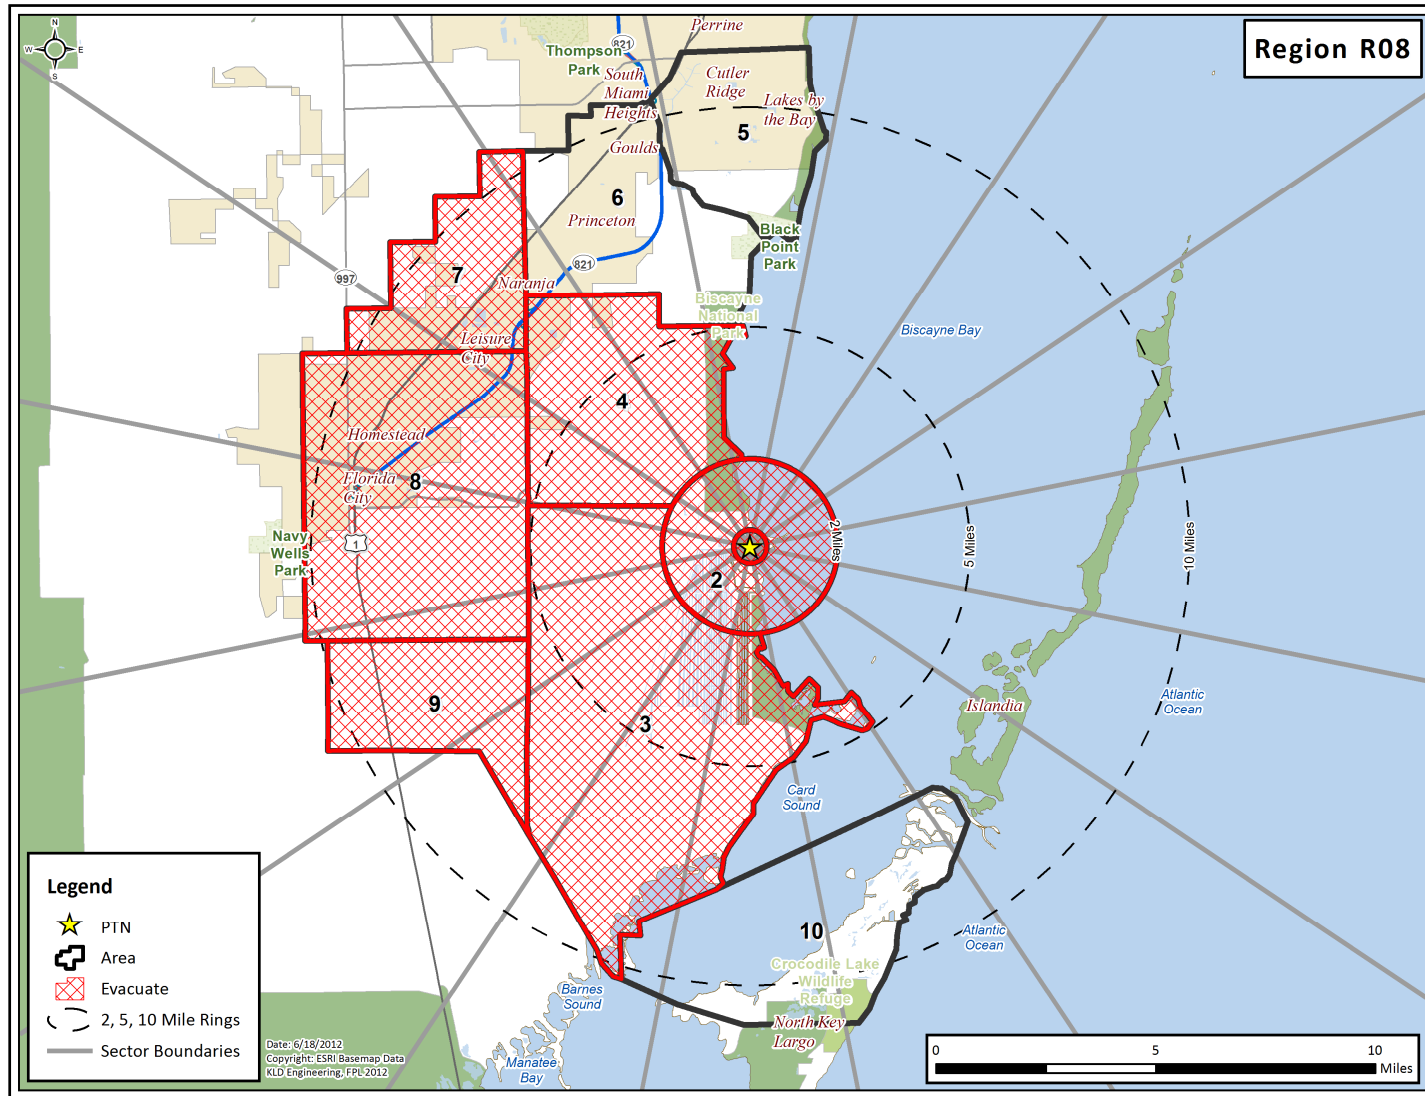 Region R08
N
W E
S
Perrine
821
Thompson
Park
South
Miami
Heights
Cutler
Ridge
Lakes by
the Bay
5
Goulds
6
Princeton
Black
Point
Park
821
997
7
Naranja
Biscayne
National
Park
Biscayne Bay
Leisure
City
4
Homestead
Florida
City
8
Navy
Wells
Park
1
2 Miles
5 Miles
10 Miles
2
9
3
Islandia
Atlantic
Ocean
Card
Sound
10
Atlantic
Ocean
Crocodile Lake
Wildlife
Refuge
Barnes
Sound
North Key
Largo
Manatee
Bay
Legend
PTN
Area
Evacuate
2, 5, 10 Mile Rings
Sector Boundaries
Date: 6/18/2012
Copyright: ESRI Basemap Data
KLD Engineering, FPL 2012
0 5 10
Miles